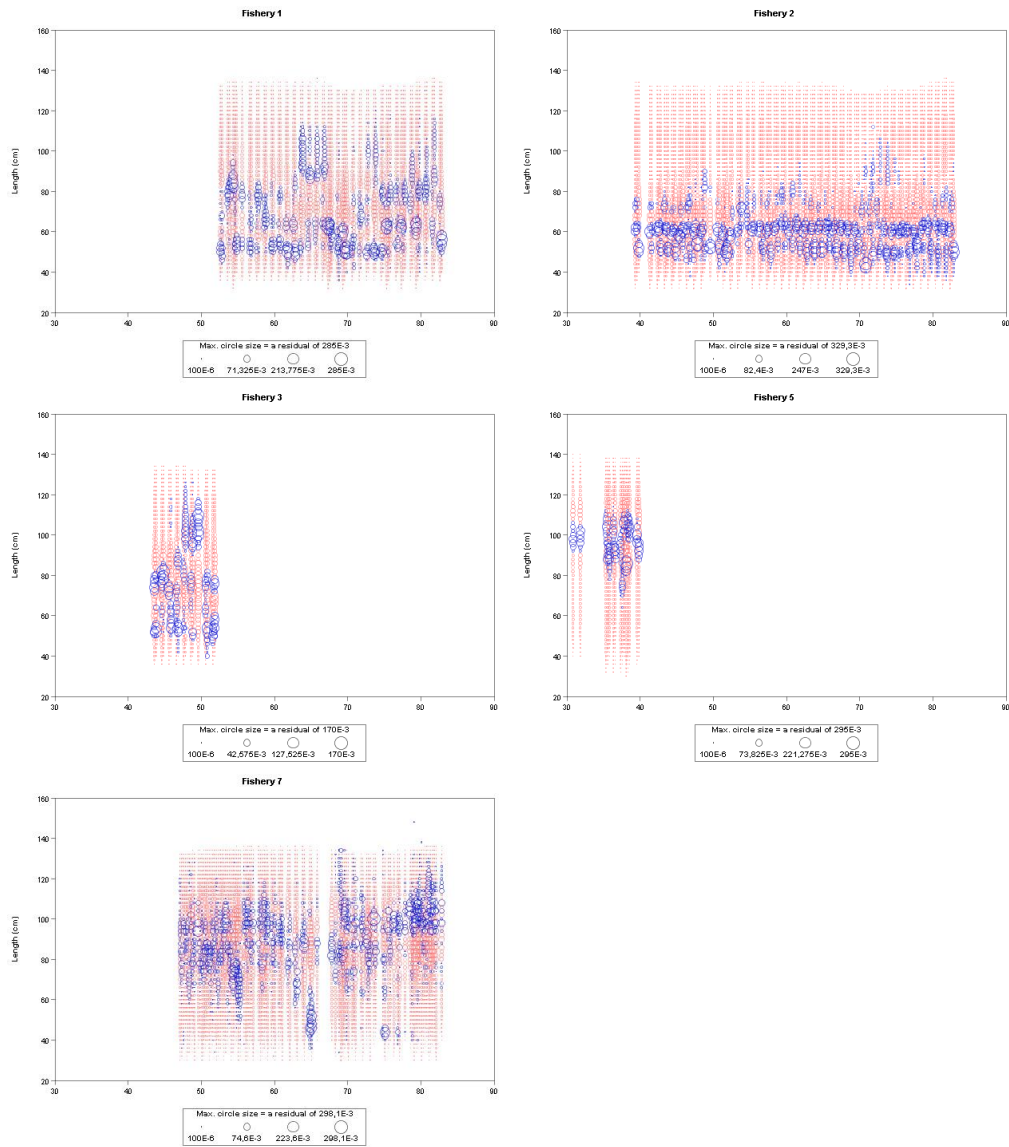 Fishery 1
160
140
120
100
80
60
40
20
Length (cm)
30 40 50 60 70 80 90
Max. circle size = a residual of 285E-3
100E-6 71,325E-3 213,775E-3 285E-3
Fishery 2
160
140
120
100
80
60
40
20
Length (cm)
30 40 50 60 70 80 90
Max. circle size = a residual of 329,3E-3
100E-6 82,4E-3 247E-3 329,3E-3
Fishery 3
160
140
120
100
80
60
40
20
Length (cm)
30 40 50 60 70 80 90
Max. circle size = a residual of 170E-3
100E-6 42,575E-3 127,525E-3 170E-3
Fishery 5
160
140
120
100
80
60
40
20
Length (cm)
30 40 50 60 70 80 90
Max. circle size = a residual of 295E-3
100E-6 73,825E-3 221,275E-3 295E-3
Fishery 7
160
140
120
100
80
60
40
20
Length (cm)
30 40 50 60 70 80 90
Max. circle size = a residual of 298,1E-3
100E-6 74,6E-3 223,6E-3 298,1E-3